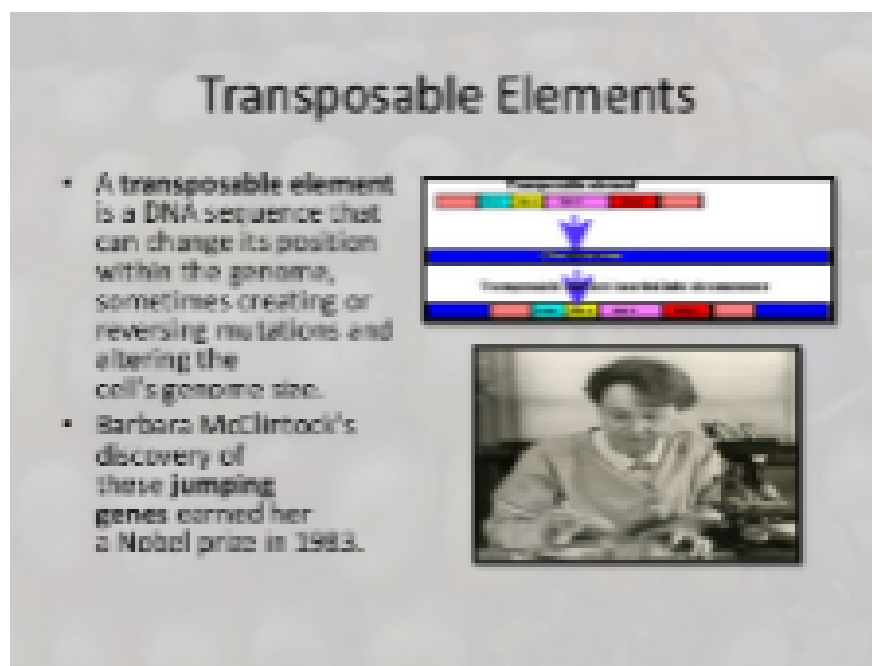 Transposable Elements
• A transposable element
is a DNA sequence that
can change its position
within the genome,
sometimes creating or
reversing mutations and
altering the
cell's genome size.
• Barbara McClintock's
discovery of
these jumping
genes earned her
a Nobel prize in 1983.
Transposable element